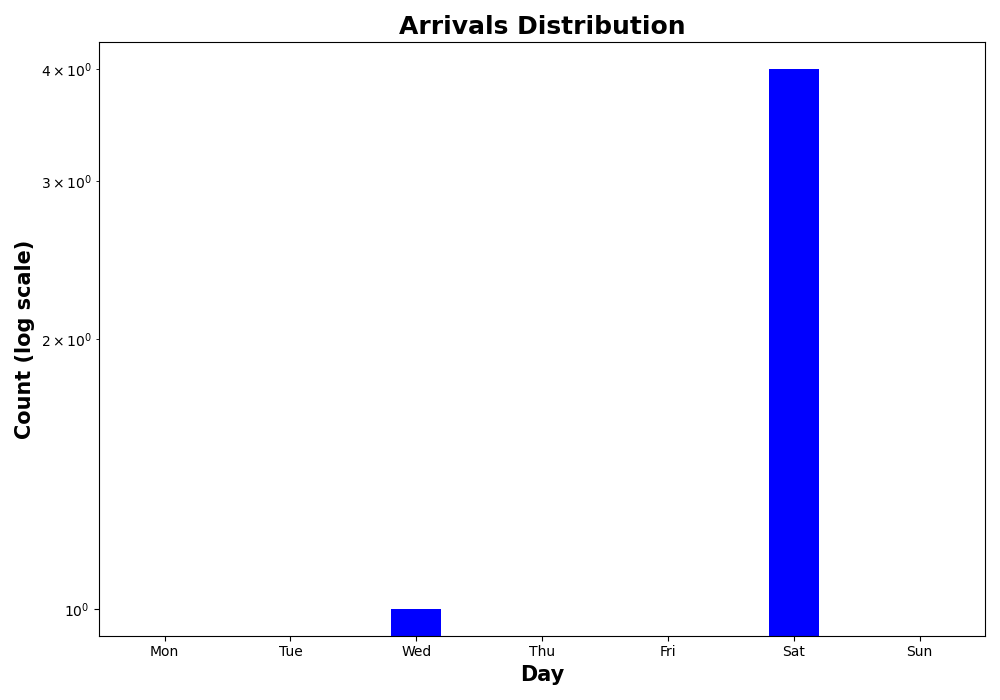 Arrivals Distribution
Count (log scale)
4 × 10⁰
3 × 10⁰
2 × 10⁰
10⁰
Mon Tue Wed Thu Fri Sat Sun
Day